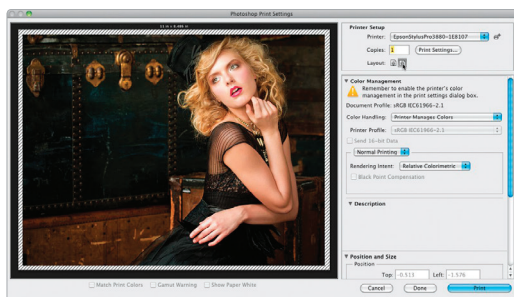 Photoshop Print Settings
Printer Setup
Printer: EpsonStylusPro3880-1E8107
Copies: 1 Print Settings...
Layout:
Color Management
Remember to enable the printer's color
management in the print settings dialog box.
Document Profile: sRGB IEC61966-2.1
Color Handling: Printer Manages Colors
Printer Profile: sRGB IEC61966-2.1
Send 16-bit Data
Normal Printing
Rendering Intent: Relative Colorimetric
Black Point Compensation
Description
Position and Size
Position
Top: -0.513 Left: -1.576
Match Print Colors Gamut Warning Show Paper White
Cancel Done Print